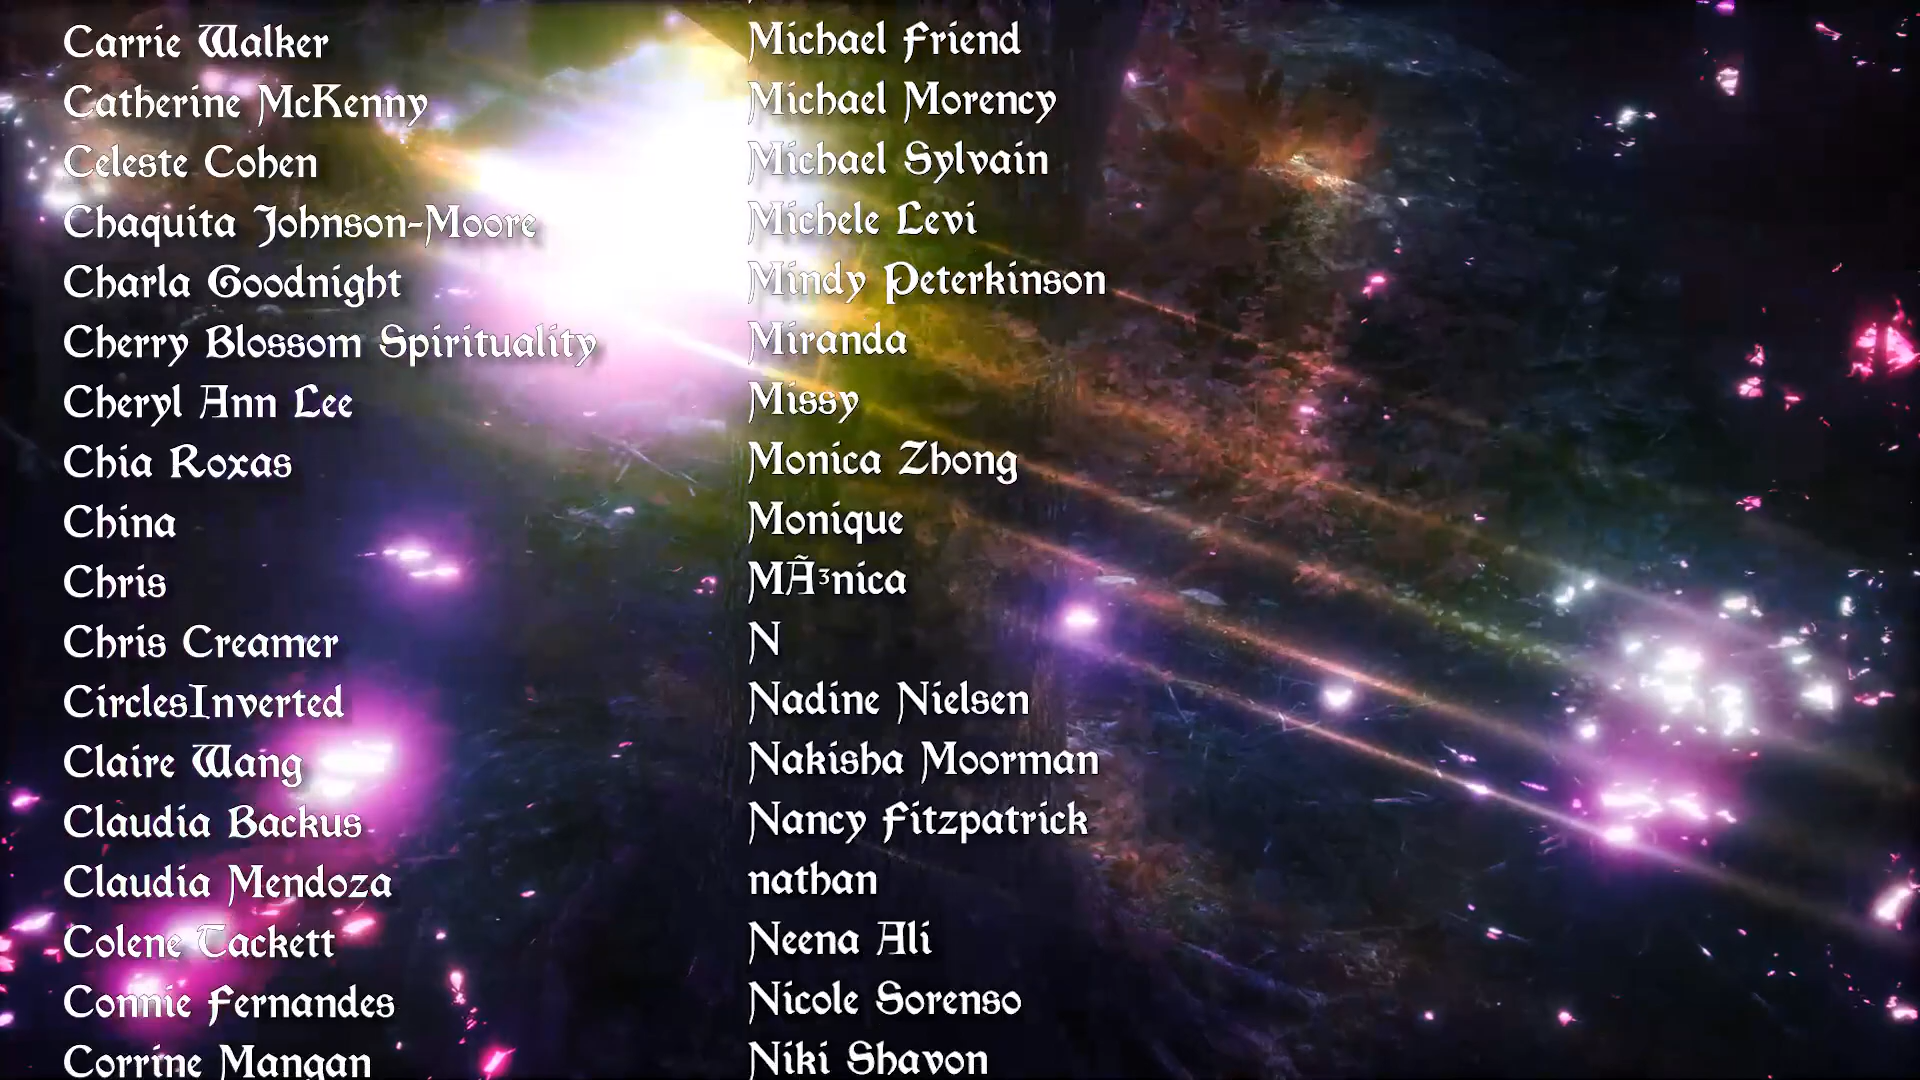 Carrie Walker
Catherine McKenny
Celeste Cohen
Chaquita Johnson-Moore
Charla Goodnight
Cherry Blossom Spirituality
Cheryl Ann Lee
Chia Roxas
China
Chris
Chris Creamer
CirclesInverted
Claire Wang
Claudia Backus
Claudia Mendoza
Colene Tackett
Connie Fernandes
Corrine Mangan
Michael Friend
Michael Morency
Michael Sylvain
Michele Levi
Mindy Peterkinson
Miranda
Missy
Monica Zhong
Monique
MÃ³nica
N
Nadine Nielsen
Nakisha Moorman
Nancy Fitzpatrick
nathan
Neena Ali
Nicole Sorenso
Niki Shavon